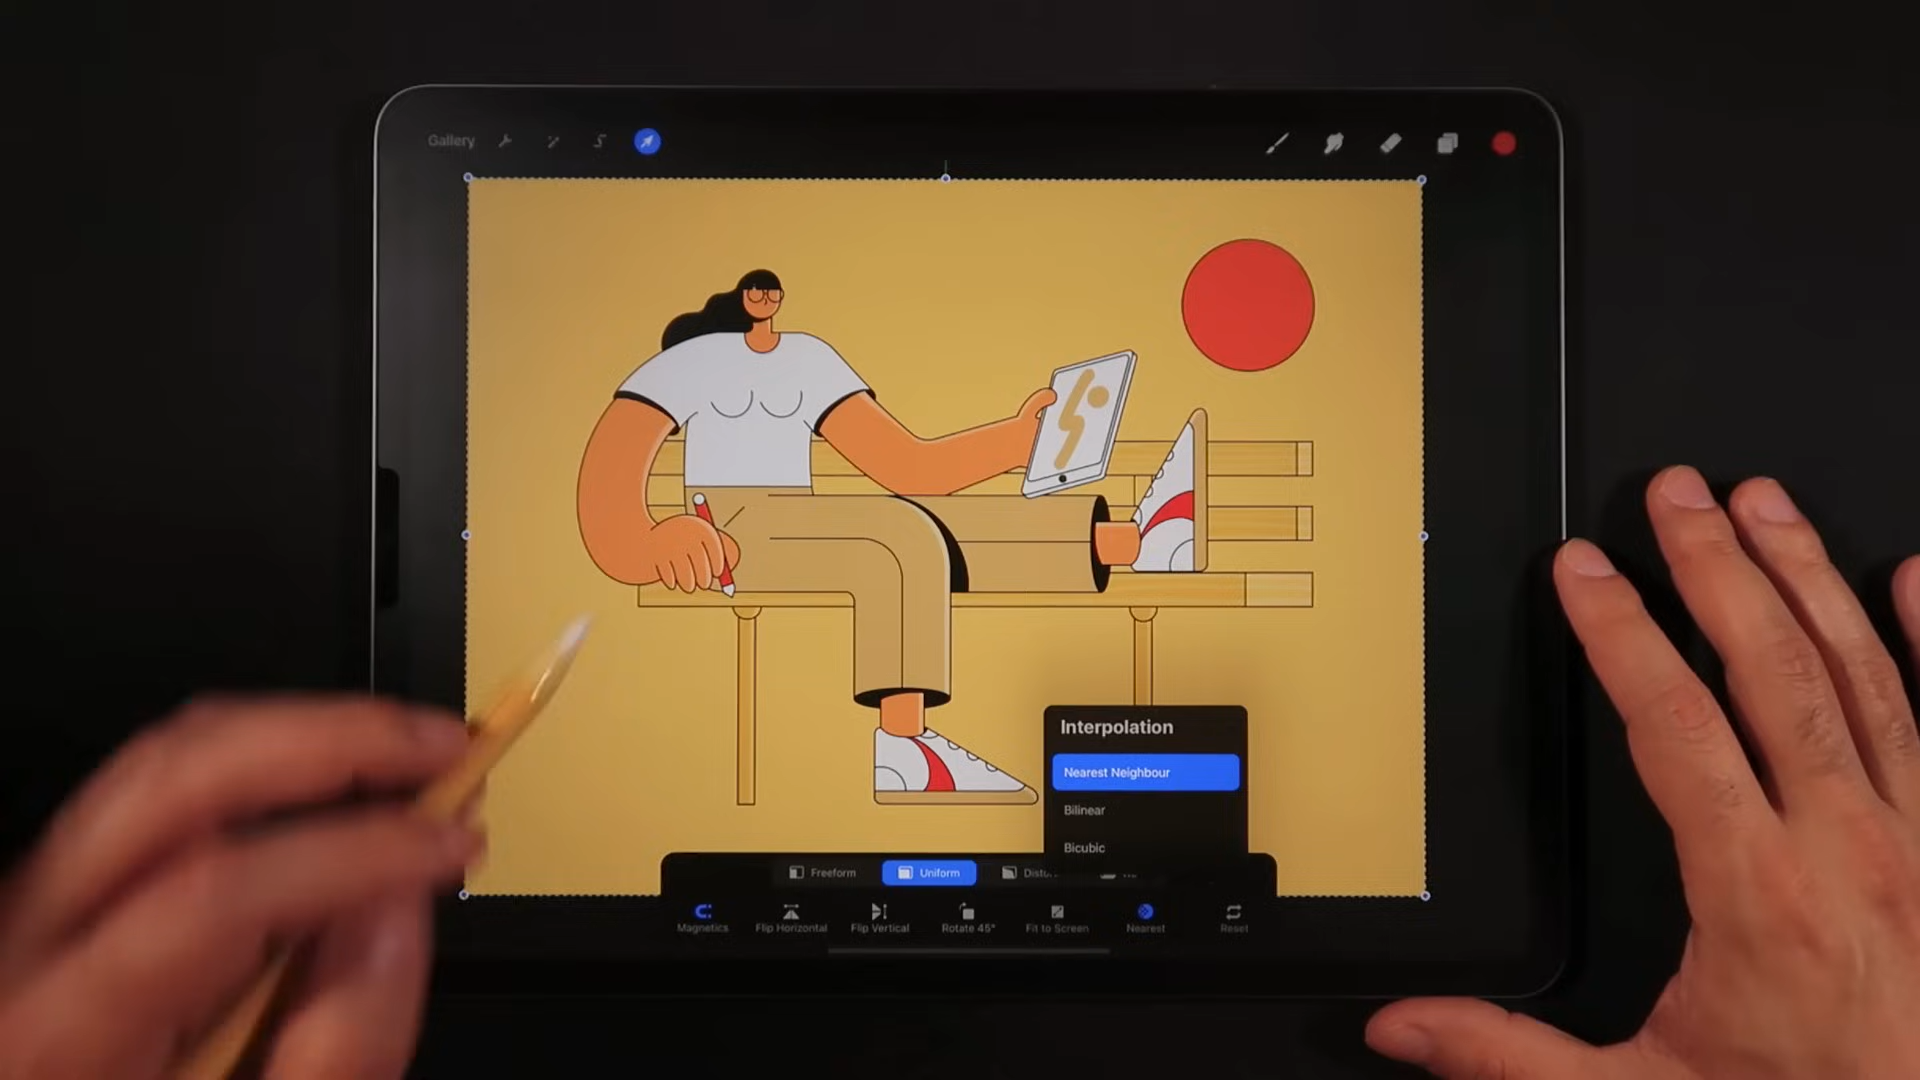 Gallery
Interpolation
Nearest Neighbour
Bilinear
Bicubic
Freeform
Uniform
Magnetics
Flip Horizontal
Flip Vertical
Rotate 45°
Fit to Screen
Nearest
Reset